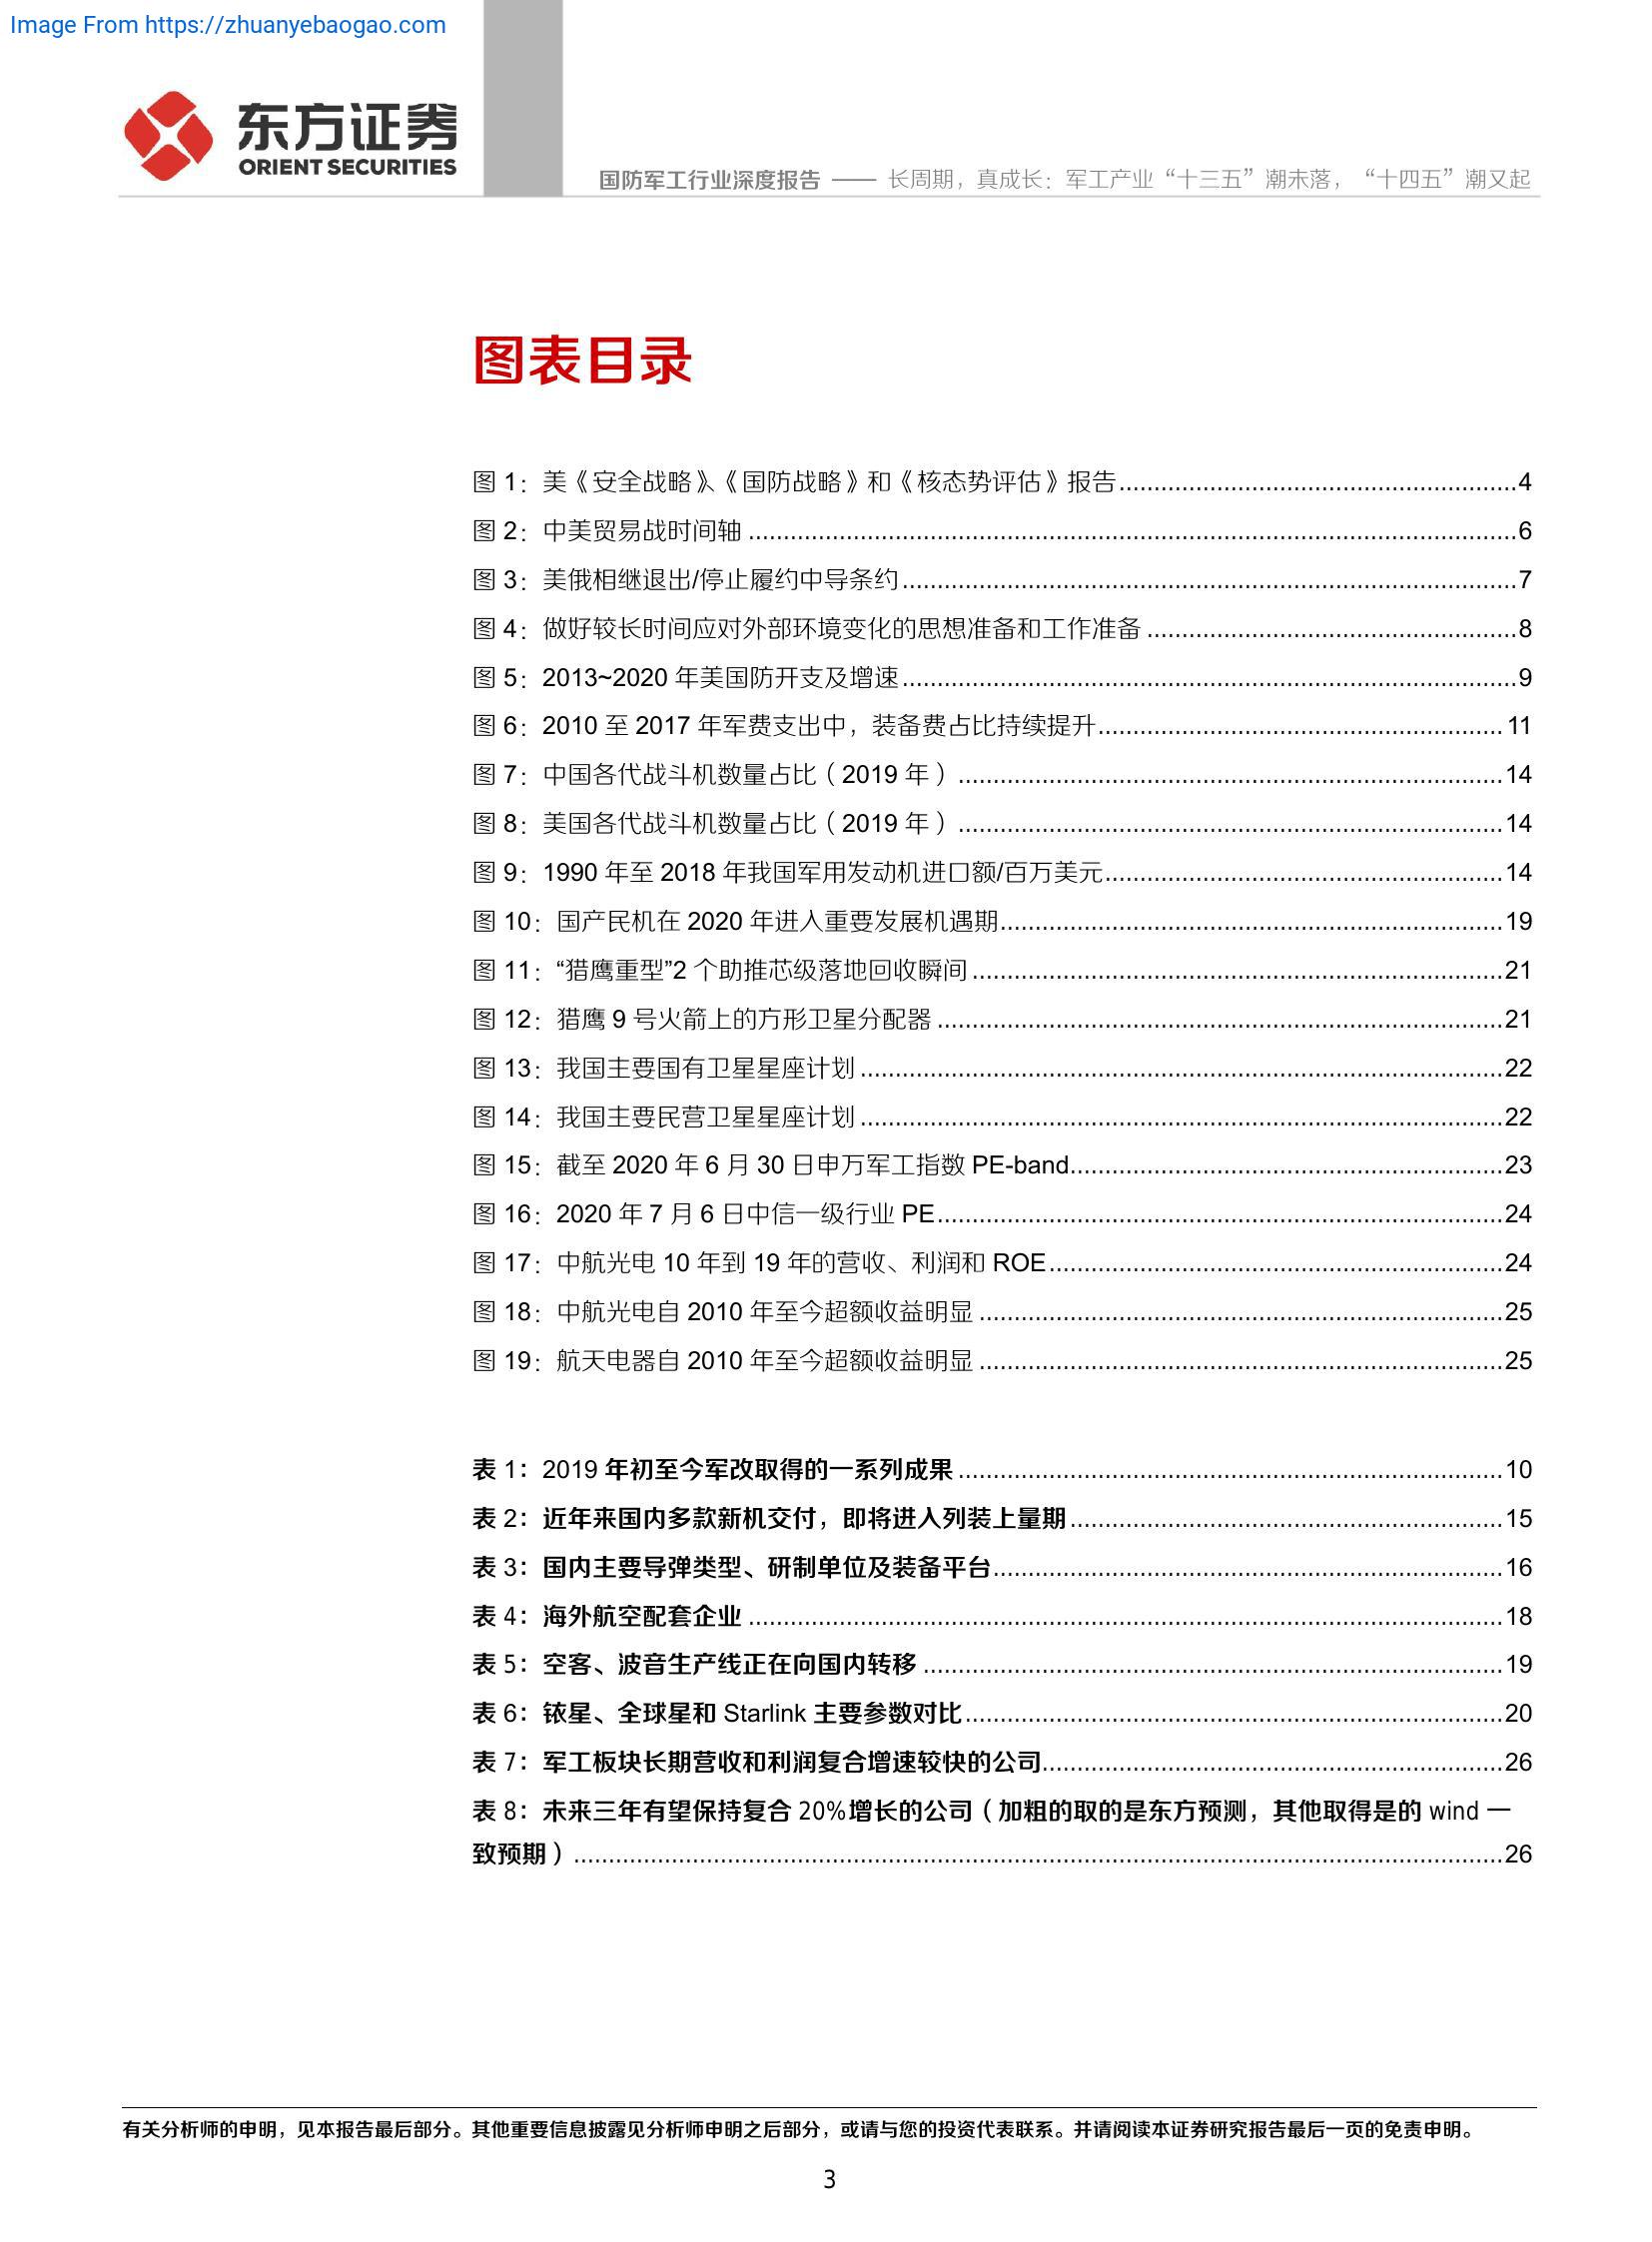 Image From https://zhuanyebaogao.com
东方证券
ORIENT SECURITIES
国防军工行业深度报告 —— 长周期，真成长：军工产业“十三五”潮未落，“十四五”潮又起
图表目录
图 1：美《安全战略》、《国防战略》和《核态势评估》报告.........................................................4
图 2：中美贸易战时间轴 ..............................................................................................................6
图 3：美俄相继退出/停止履约中导条约........................................................................................7
图 4：做好较长时间应对外部环境变化的思想准备和工作准备 .....................................................8
图 5：2013~2020 年美国防开支及增速........................................................................................9
图 6：2010 至 2017 年军费支出中，装备费占比持续提升.......................................................... 11
图 7：中国各代战斗机数量占比（2019 年）..............................................................................14
图 8：美国各代战斗机数量占比（2019 年）..............................................................................14
图 9：1990 年至 2018 年我国军用发动机进口额/百万美元.........................................................14
图 10：国产民机在 2020 年进入重要发展机遇期........................................................................19
图 11：“猎鹰重型”2 个助推芯级落地回收瞬间 ............................................................................21
图 12：猎鹰 9 号火箭上的方形卫星分配器 .................................................................................21
图 13：我国主要国有卫星星座计划 ............................................................................................22
图 14：我国主要民营卫星星座计划 ............................................................................................22
图 15：截至 2020 年 6 月 30 日申万军工指数 PE-band..............................................................23
图 16：2020 年 7 月 6 日中信一级行业 PE.................................................................................24
图 17：中航光电 10 年到 19 年的营收、利润和 ROE.................................................................24
图 18：中航光电自 2010 年至今超额收益明显 ...........................................................................25
图 19：航天电器自 2010 年至今超额收益明显 ...........................................................................25
表 1：2019 年初至今军改取得的一系列成果..............................................................................10
表 2：近年来国内多款新机交付，即将进入列装上量期..............................................................15
表 3：国内主要导弹类型、研制单位及装备平台.........................................................................16
表 4：海外航空配套企业 ............................................................................................................18
表 5：空客、波音生产线正在向国内转移 ...................................................................................19
表 6：铱星、全球星和 Starlink 主要参数对比.............................................................................20
表 7：军工板块长期营收和利润复合增速较快的公司..................................................................26
表 8：未来三年有望保持复合 20%增长的公司（加粗的取的是东方预测，其他取得是的 wind 一
致预期）.....................................................................................................................................26
有关分析师的申明，见本报告最后部分。其他重要信息披露见分析师申明之后部分，或请与您的投资代表联系。并请阅读本证券研究报告最后一页的免责申明。
3